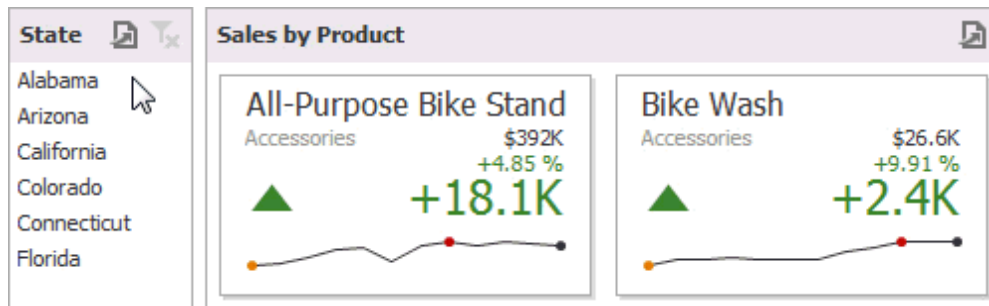 State
Alabama
Arizona
California
Colorado
Connecticut
Florida
Sales by Product
All-Purpose Bike Stand
Accessories $392K
+4.85 %
+18.1K
Bike Wash
Accessories $26.6K
+9.91 %
+2.4K